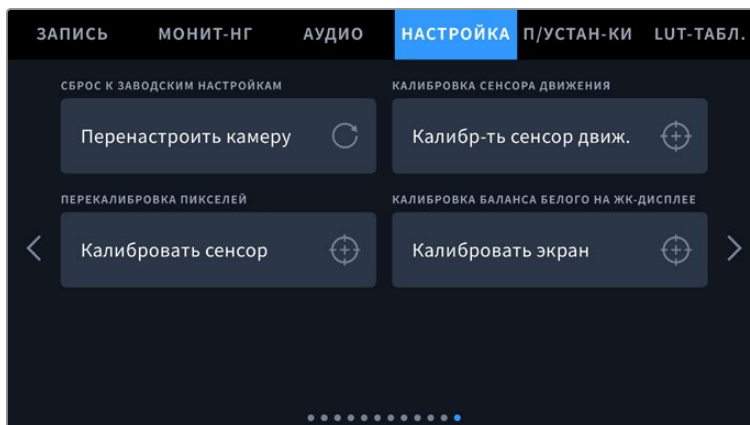 ЗАПИСЬ МОНИТ-НГ АУДИО НАСТРОЙКА П/УСТАН-КИ LUT-ТАБЛ.
СБРОС К ЗАВОДСКИМ НАСТРОЙКАМ КАЛИБРОВКА СЕНСОРА ДВИЖЕНИЯ
Перенастроить камеру Калибр-ть сенсор движ.
ПЕРЕКАЛИБРОВКА ПИКСЕЛЕЙ КАЛИБРОВКА БАЛАНСА БЕЛОГО НА ЖК-ДИСПЛЕЕ
Калибровать сенсор Калибровать экран